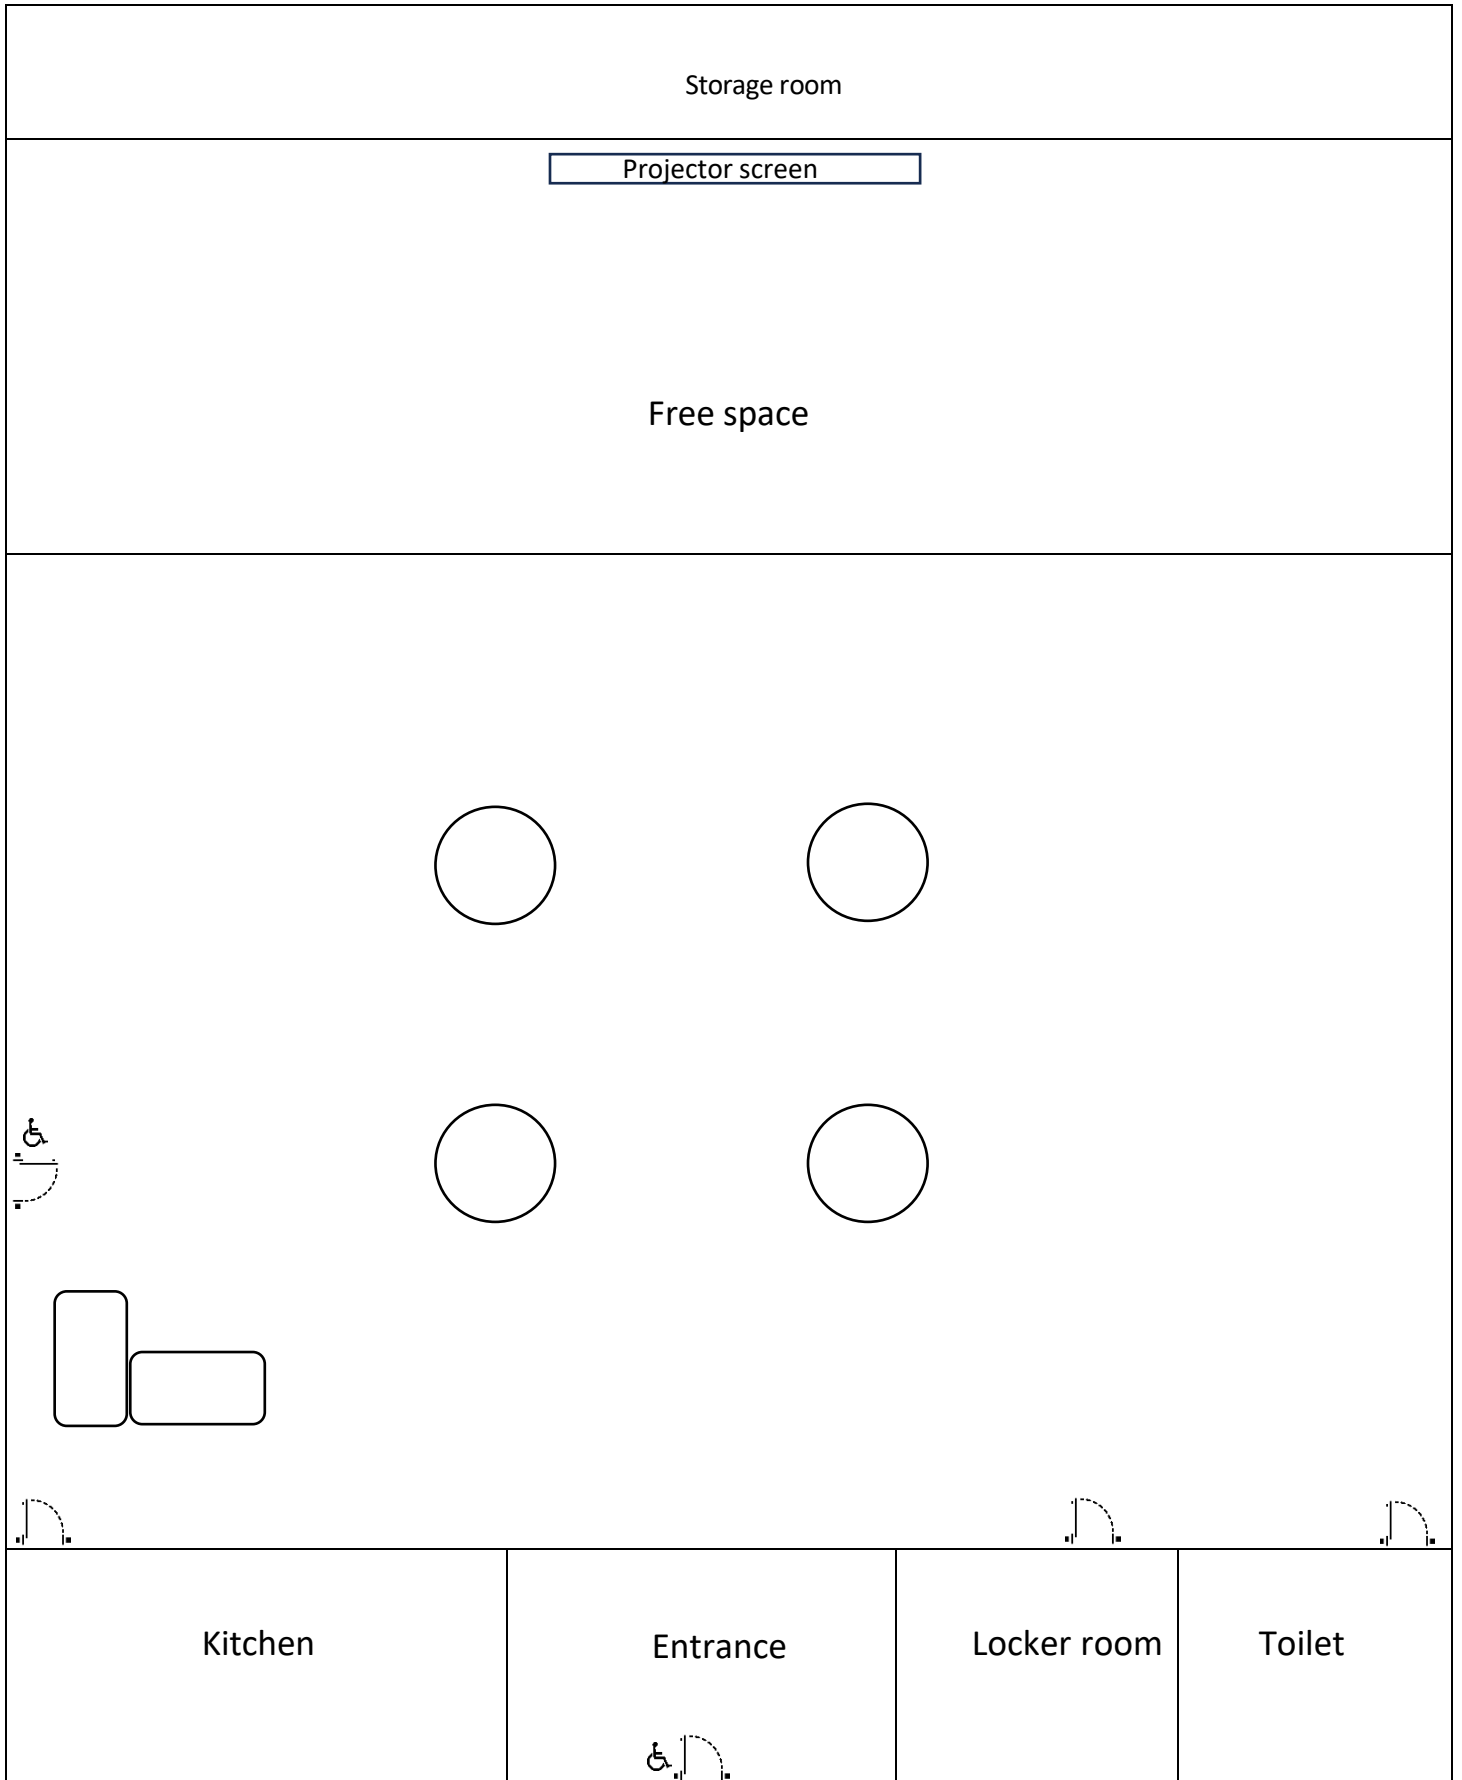 Storage room
Projector screen
Free space
Kitchen
Entrance
Locker room
Toilet